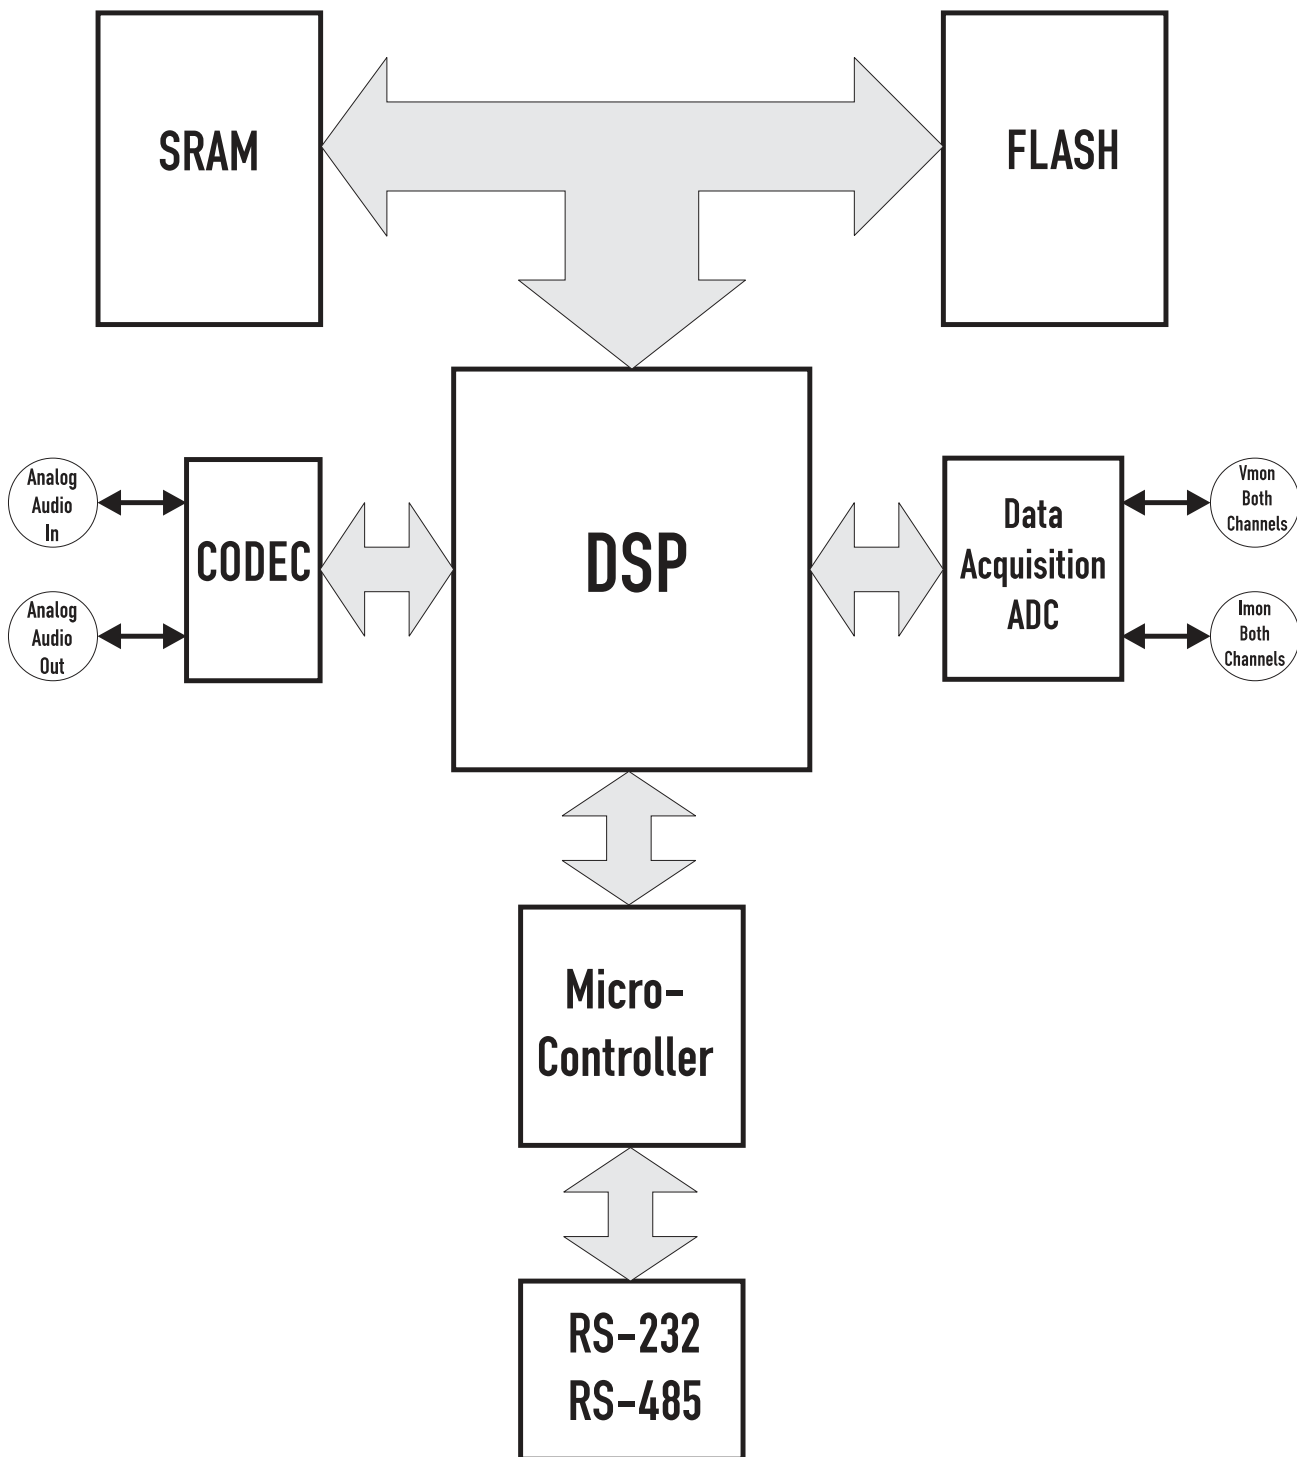 SRAM
FLASH
Analog
Audio
In
Analog
Audio
Out
CODEC
DSP
Data
Acquisition
ADC
Vmon
Both
Channels
Imon
Both
Channels
Micro-
Controller
RS-232
RS-485